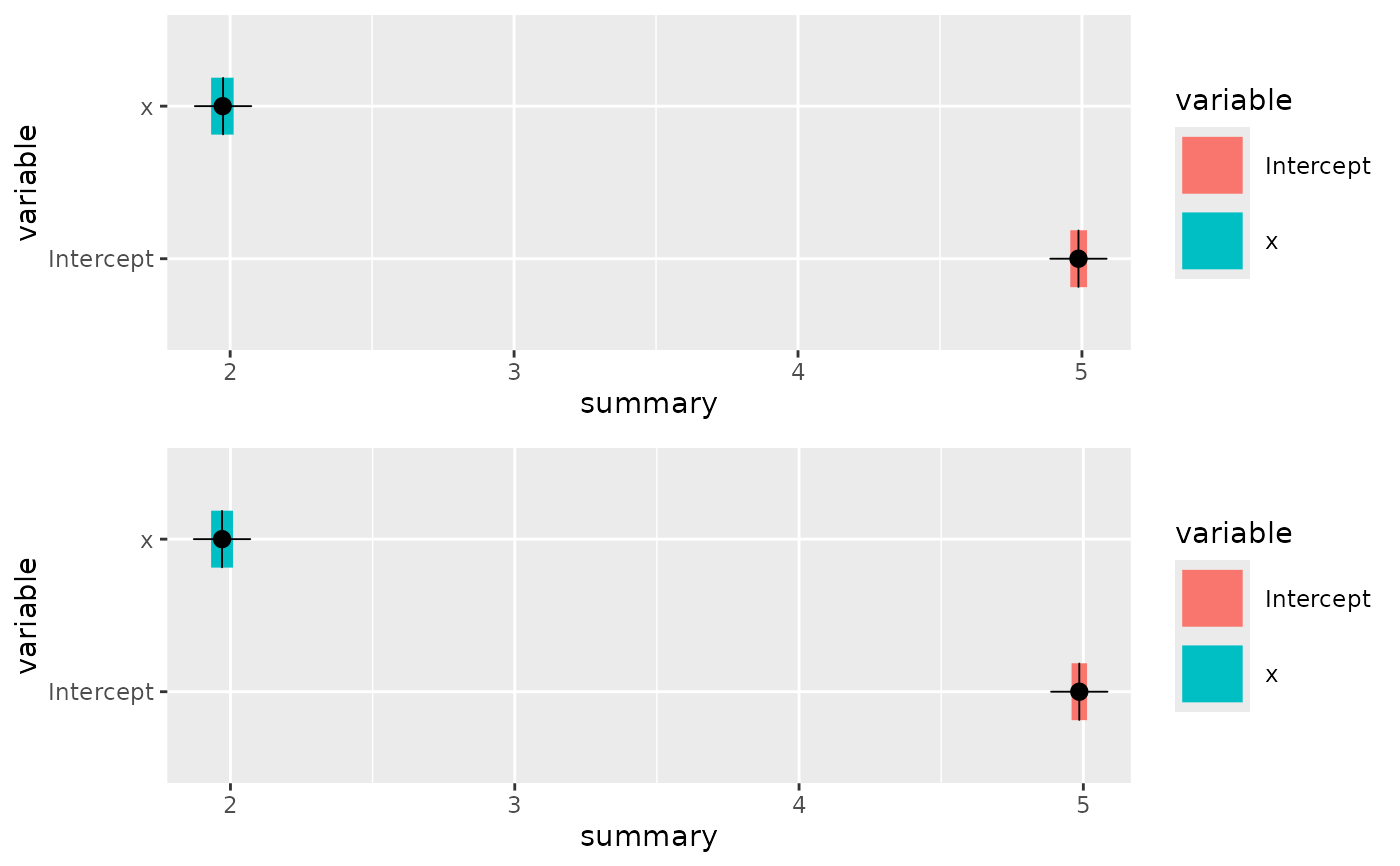 variable
x
Intercept
2 3 4 5
summary
variable
Intercept
x
variable
x
Intercept
2 3 4 5
summary
variable
Intercept
x